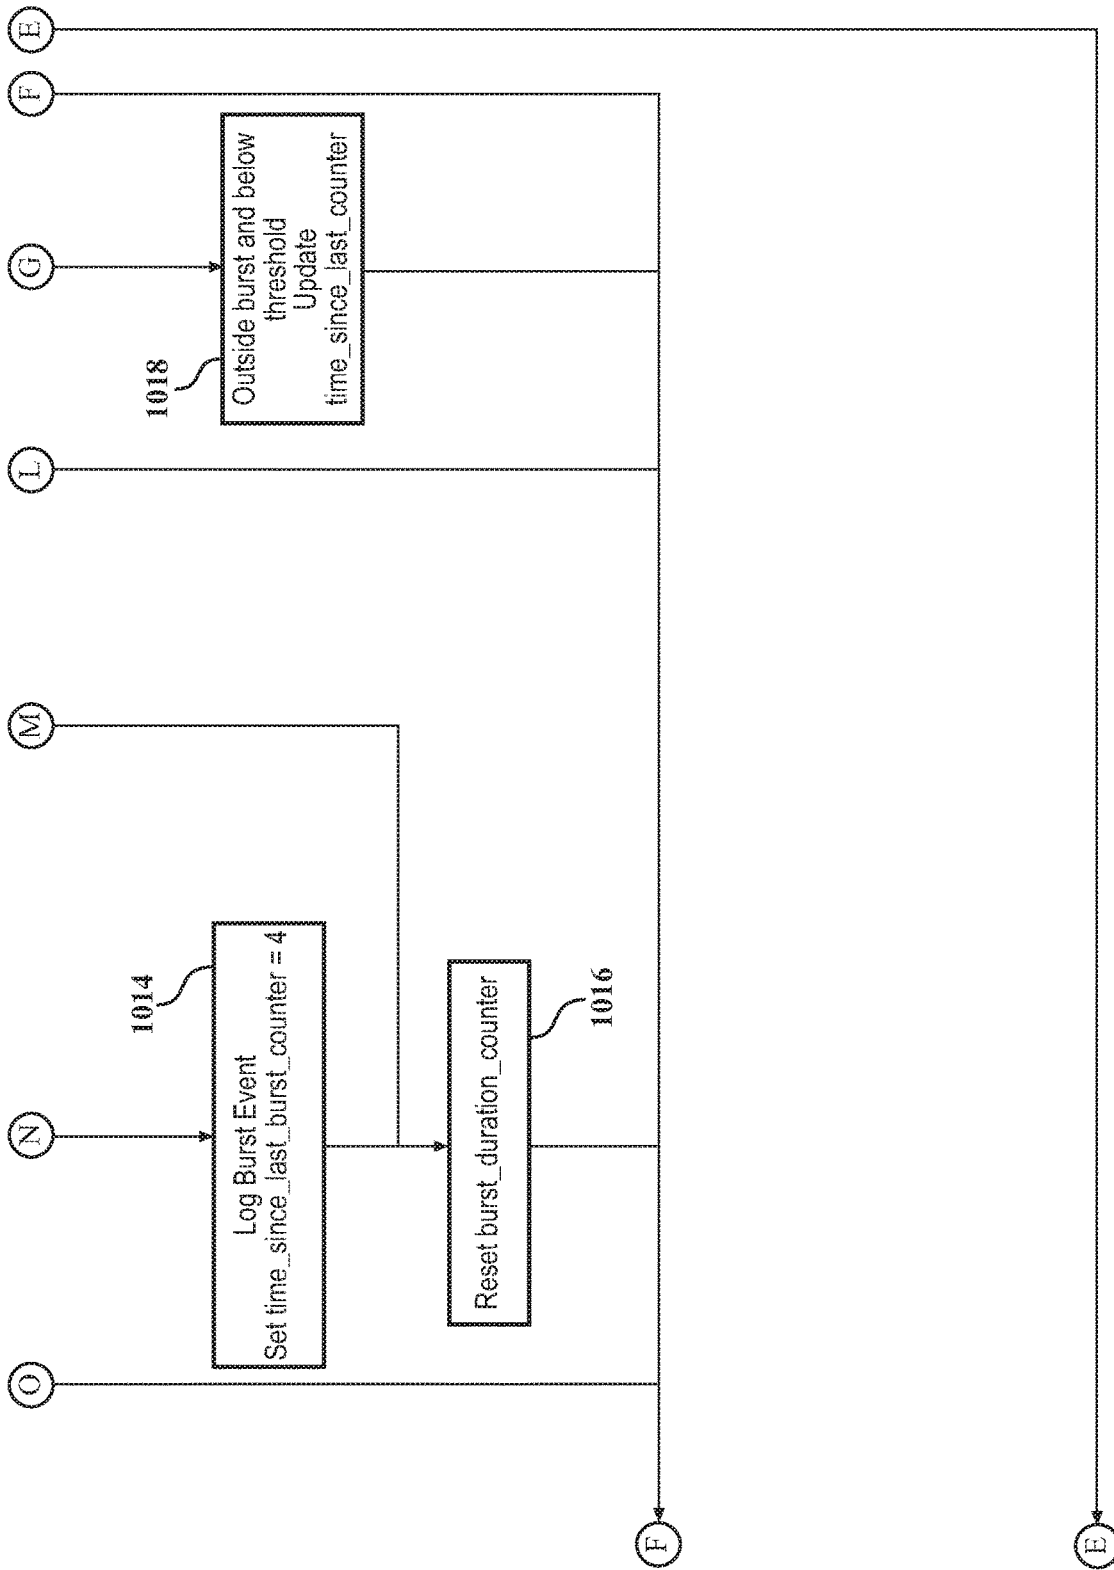 E
F
G
L
M
N
O
1018
Outside burst and below
threshold
Update
time_since_last_counter
1014
Log Burst Event
Set time_since_last_burst_counter = 4
Reset burst_duration_counter
1016
F
E